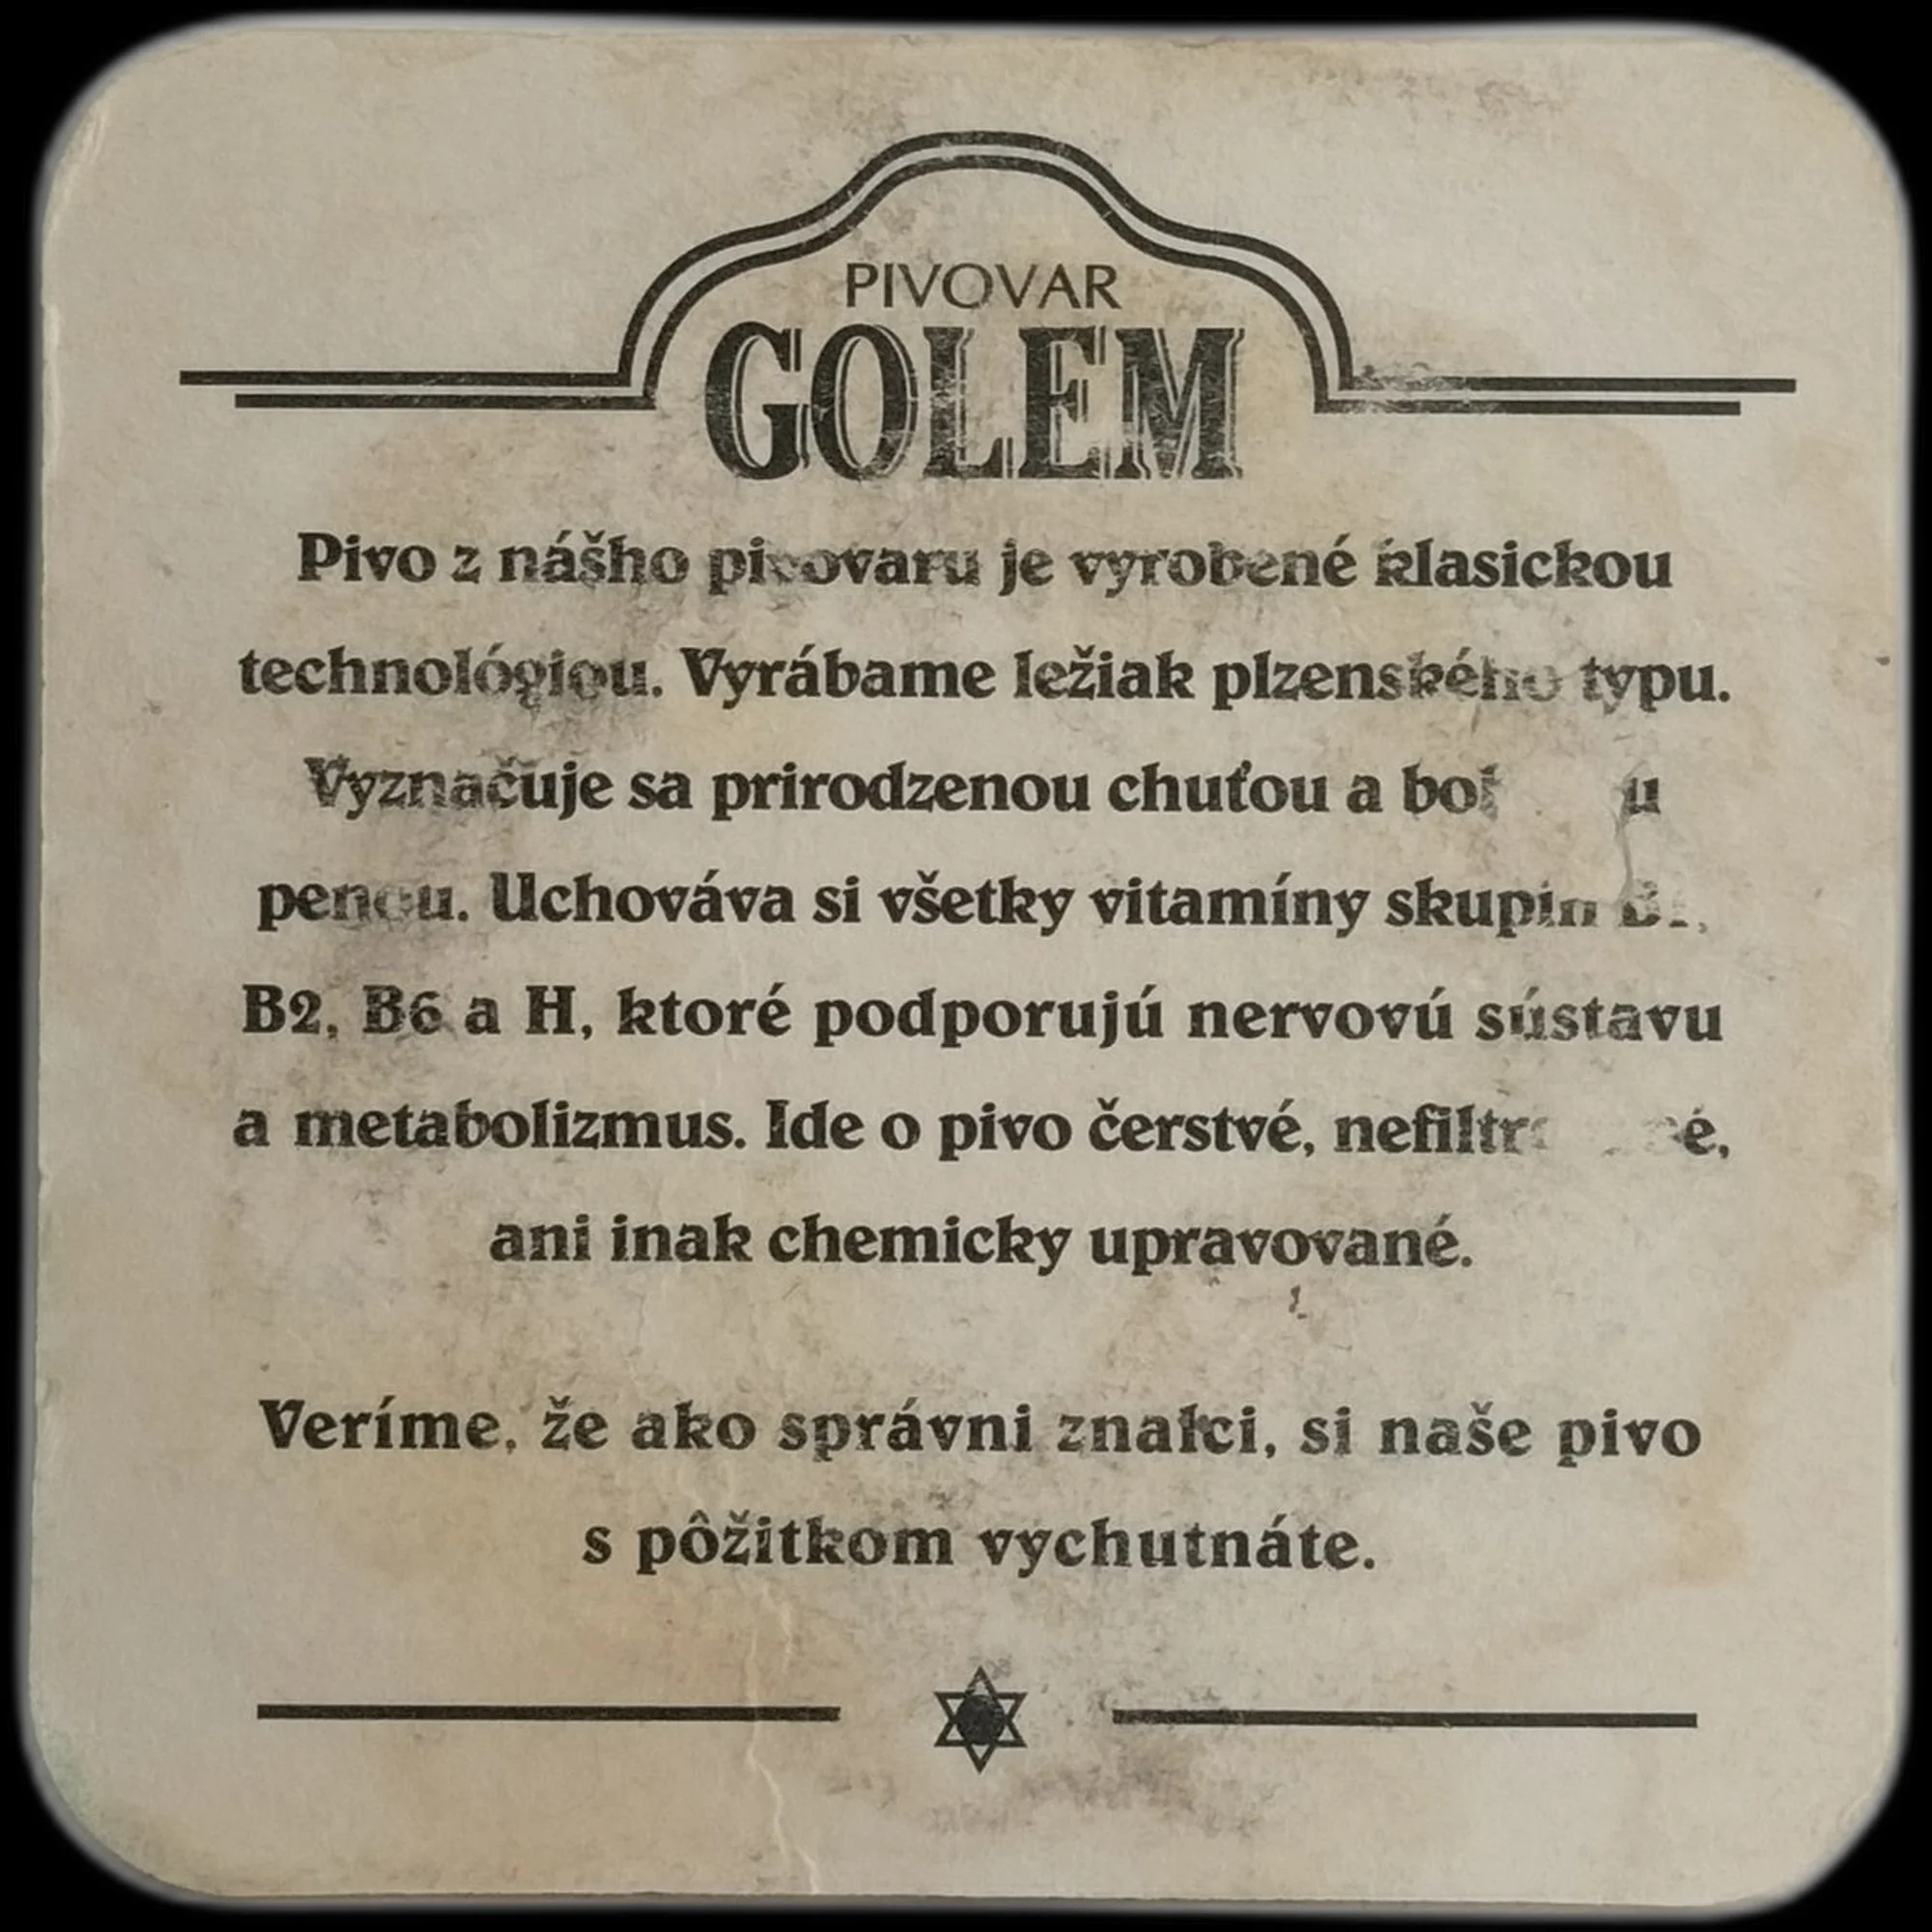 PIVOVAR
GOLEM
Pivo z nášho pivovaru je vyrobené klasickou
technológiou. Vyrábame ležiak plzenského typu.
Vyznačuje sa prirodzenou chuťou a
penou. Uchováva si všetky vitamíny skupín B1,
B2, B6 a H, ktoré podporujú nervovú sústavu
a metabolizmus. Ide o pivo čerstvé,
ani inak chemicky upravované.
Veríme, že ako správni znalci, si naše pivo
s pôžitkom vychutnáte.